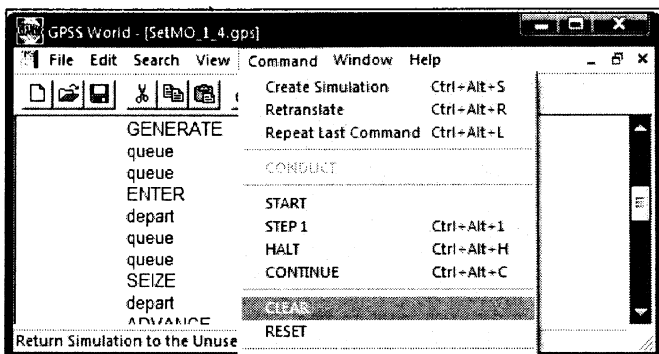 GPSS World - [SetMO_1_4.gps]
File Edit Search View Command Window Help
Create Simulation Ctrl+Alt+S
Retranslate Ctrl+Alt+R
Repeat Last Command Ctrl+Alt+L
CONDUCT
START
STEP 1 Ctrl+Alt+1
HALT Ctrl+Alt+H
CONTINUE Ctrl+Alt+C
CLEAR
RESET
GENERATE
queue
queue
ENTER
depart
queue
queue
SEIZE
depart
ADVANCE
Return Simulation to the Unuse